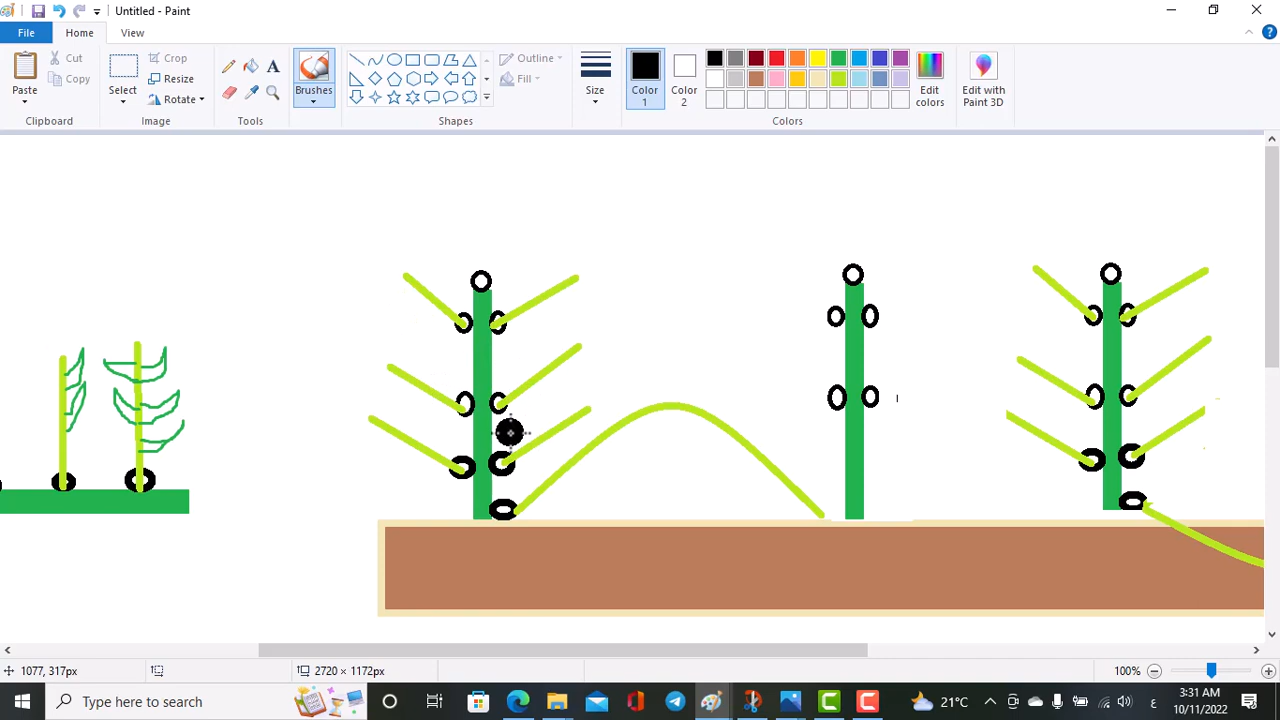 Untitled - Paint
File
Home
View
Paste
Cut
Copy
Clipboard
Select
Crop
Resize
Rotate
Image
A
Tools
Brushes
Outline
Fill
Shapes
Size
Color 1
Color 2
Edit colors
Edit with Paint 3D
Colors
1077, 317px
2720 × 1172px
100%
Type here to search
21°C
ع
3:31 AM
10/11/2022